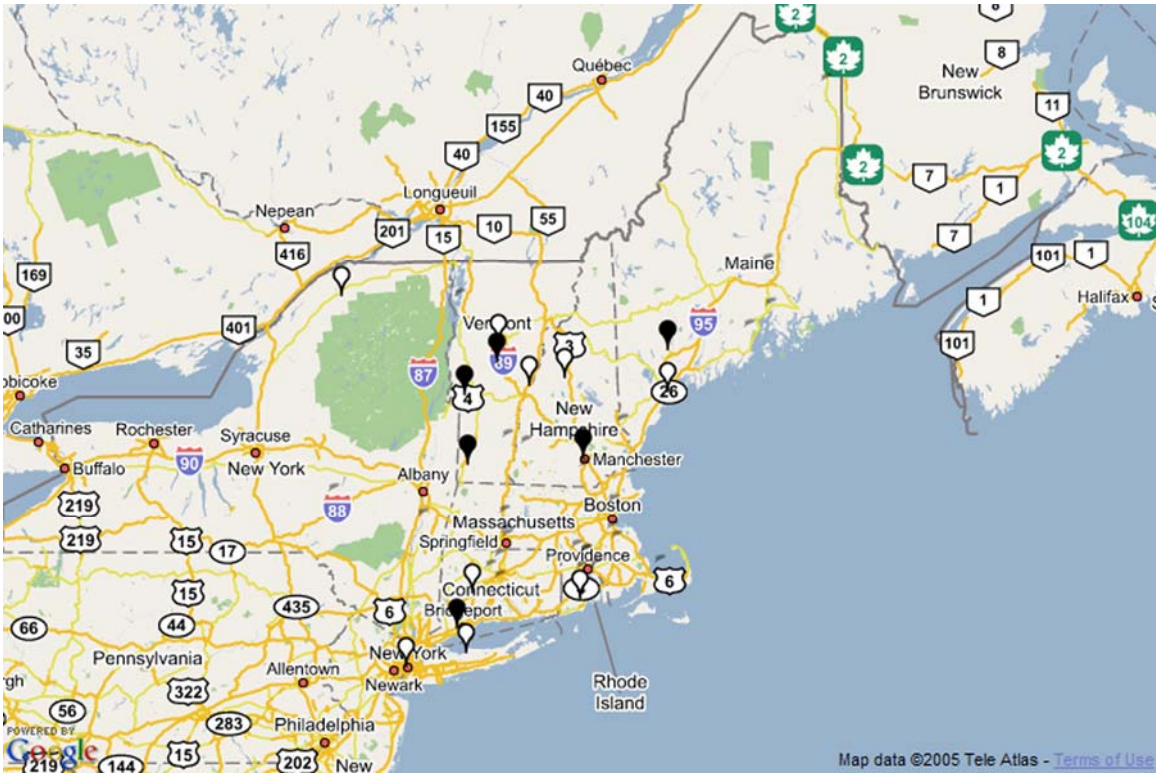 2
8
8
2
New
Brunswick
Québec
40
11
155
2
40
2
7
1
Longueuil
Nepean
55
104
201
15
10
7
101
1
416
Maine
169
1
Halifax
S
00
401
Vermont
95
3
35
101
89
87
obicoke
4
26
New
Hampshire
Catharines
Rochester
Syracuse
Manchester
90
New York
Buffalo
Albany
219
88
Boston
Massachusetts
219
15
17
Springfield
Providence
6
15
Connecticut
435
6
Bridgeport
66
44
New York
Pennsylvania
Allentown
Newark
rgh
322
Rhode
Island
56
283
Philadelphia
POWERED BY
Google
219
144
15
202
New
Map data ©2005 Tele Atlas - Terms of Use